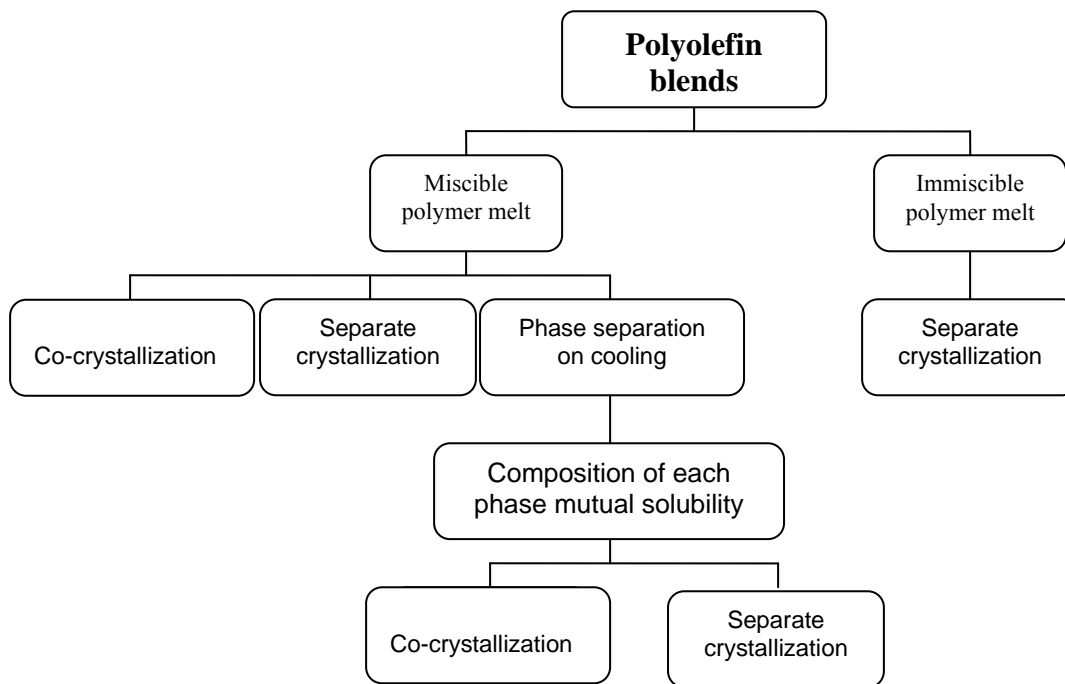 Polyolefin
blends
Miscible
polymer melt
Immiscible
polymer melt
Co-crystallization
Separate
crystallization
Phase separation
on cooling
Separate
crystallization
Composition of each
phase mutual solubility
Co-crystallization
Separate
crystallization